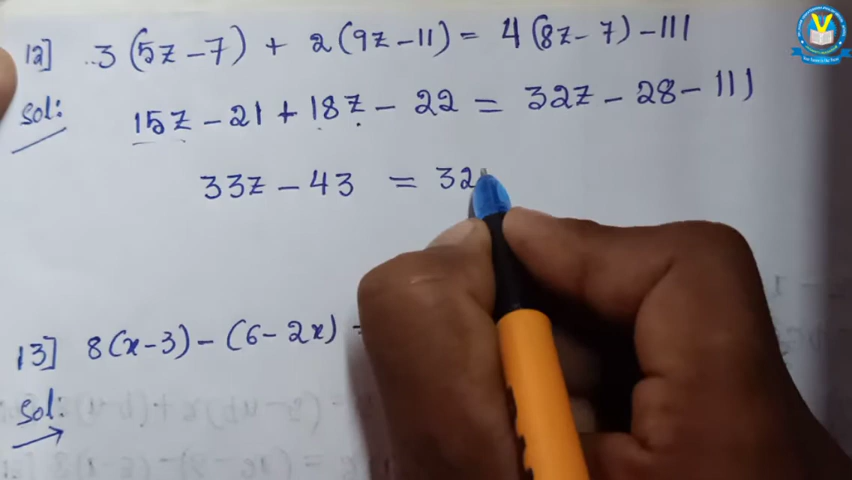 12] 3(5z-7) + 2(9z-11) = 4(8z-7)-111
Sol: 15z-21+18z-22 = 32z-28-111
33z-43 = 32
13] 8(x-3)-(6-2x)
Sol: